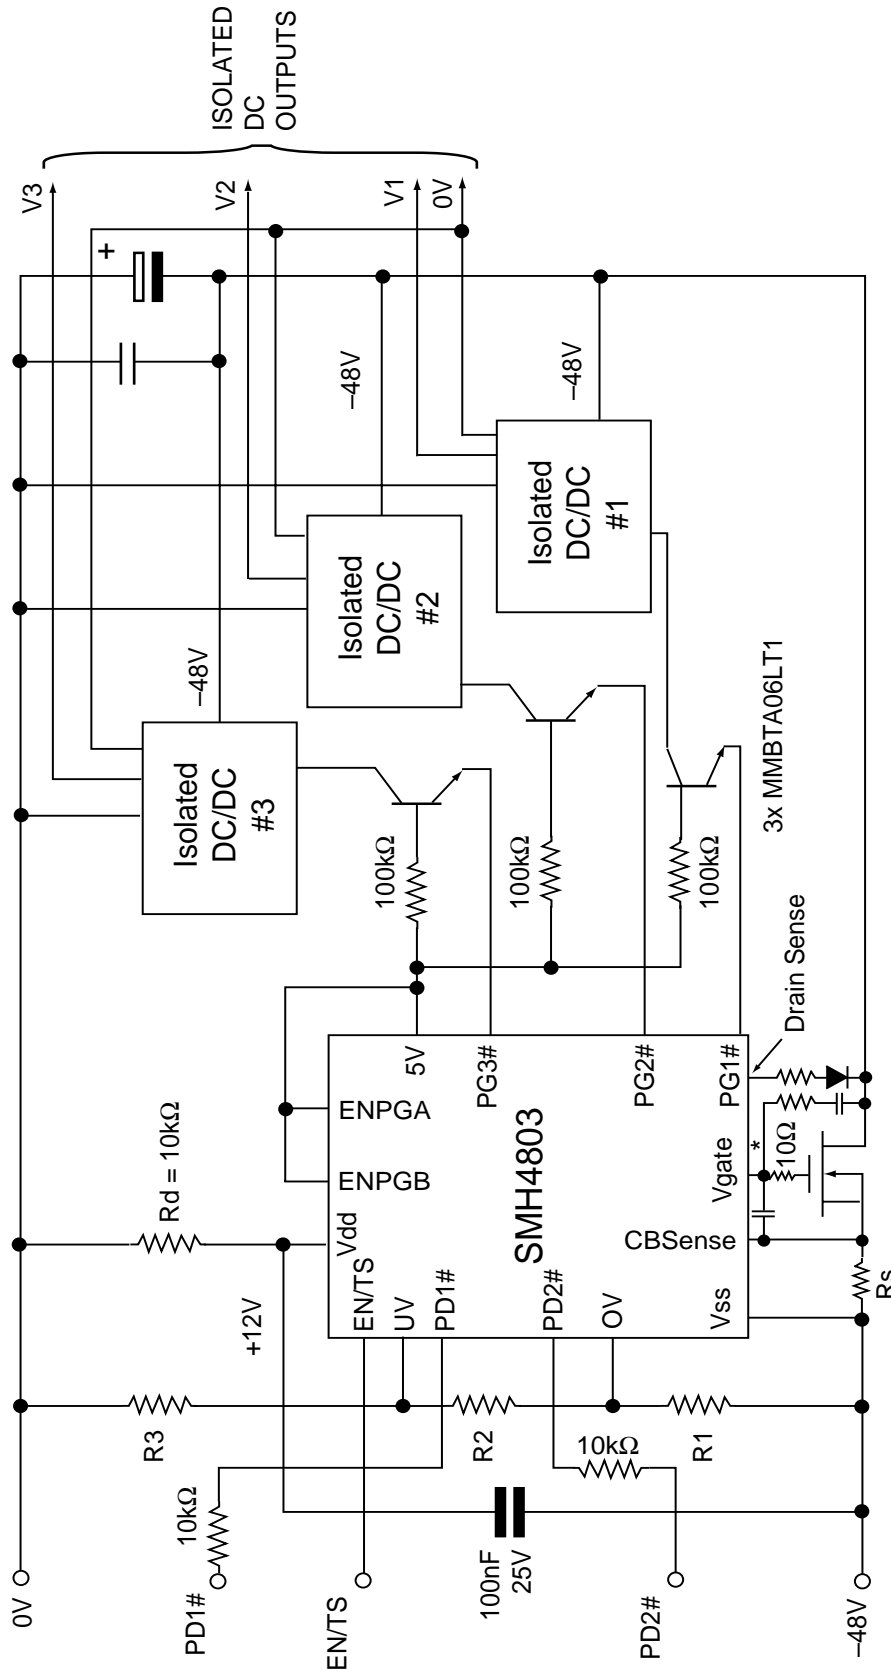 0V
PD1#
10kΩ
EN/TS
100nF
25V
PD2#
10kΩ
–48V
R3
R2
R1
+12V
Rd = 10kΩ
Vdd
EN/TS
UV
PD1#
PD2#
OV
Vss
Rs
ENPGB
ENPGA
SMH4803
CBSense
Vgate
5V
PG3#
PG2#
PG1#
10Ω
*
Drain Sense
100kΩ
100kΩ
100kΩ
3x MMBTA06LT1
Isolated
DC/DC
#3
Isolated
DC/DC
#2
Isolated
DC/DC
#1
–48V
–48V
–48V
+
V3
V2
V1
0V
ISOLATED
DC
OUTPUTS